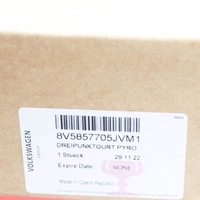 VOLKSWAGEN
8V5857705JVM1
DREIPUNKTGURT PYRO
1 Stueck 29.11.22
Expire Date: NONE
Made in Czech Republic